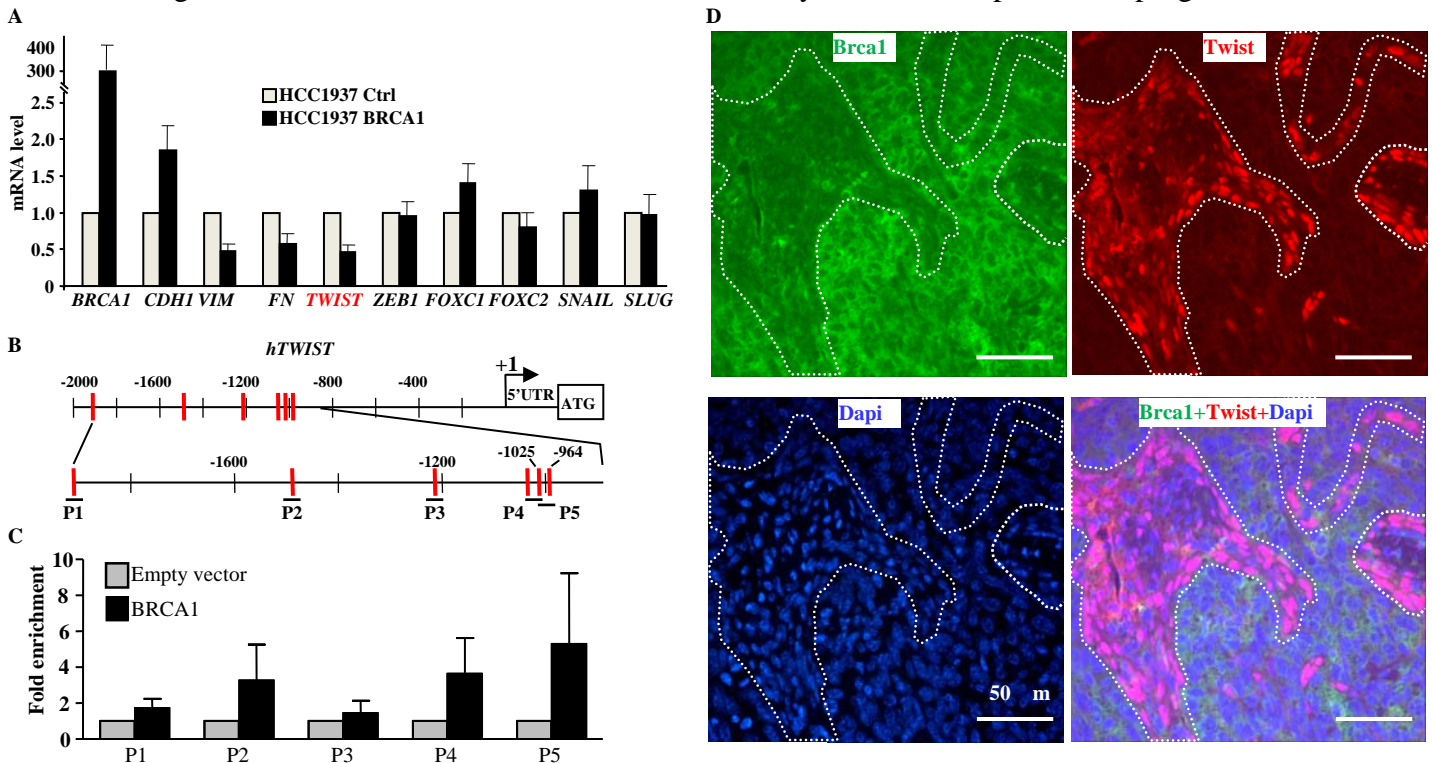 A
400
300
2.5
2.0
1.5
1.0
0.5
0
mRNA level
HCC1937 Ctrl
HCC1937 BRCA1
BRCA1 CDH1 VIM FN TWIST ZEB1 FOXC1 FOXC2 SNAIL SLUG
B
hTWIST
-2000 -1600 -1200 -800 -400 +1
5'UTR ATG
-1600 -1200 -1025 -964
P1 P2 P3 P4 P5
C
10
8
6
4
2
0
Fold enrichment
Empty vector
BRCA1
P1 P2 P3 P4 P5
D
Brca1
Twist
Dapi
50 m
Brca1+Twist+Dapi